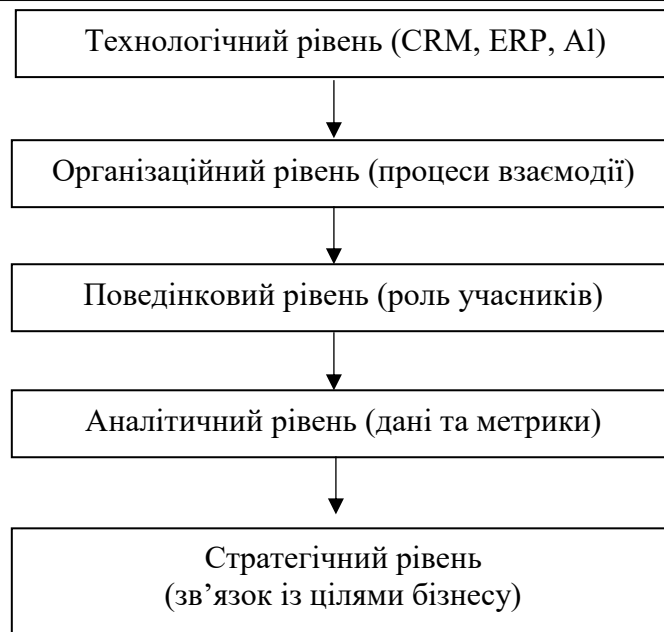 Технологічний рівень (CRM, ERP, Al)
Організаційний рівень (процеси взаємодії)
Поведінковий рівень (роль учасників)
Аналітичний рівень (дані та метрики)
Стратегічний рівень
(зв’язок із цілями бізнесу)